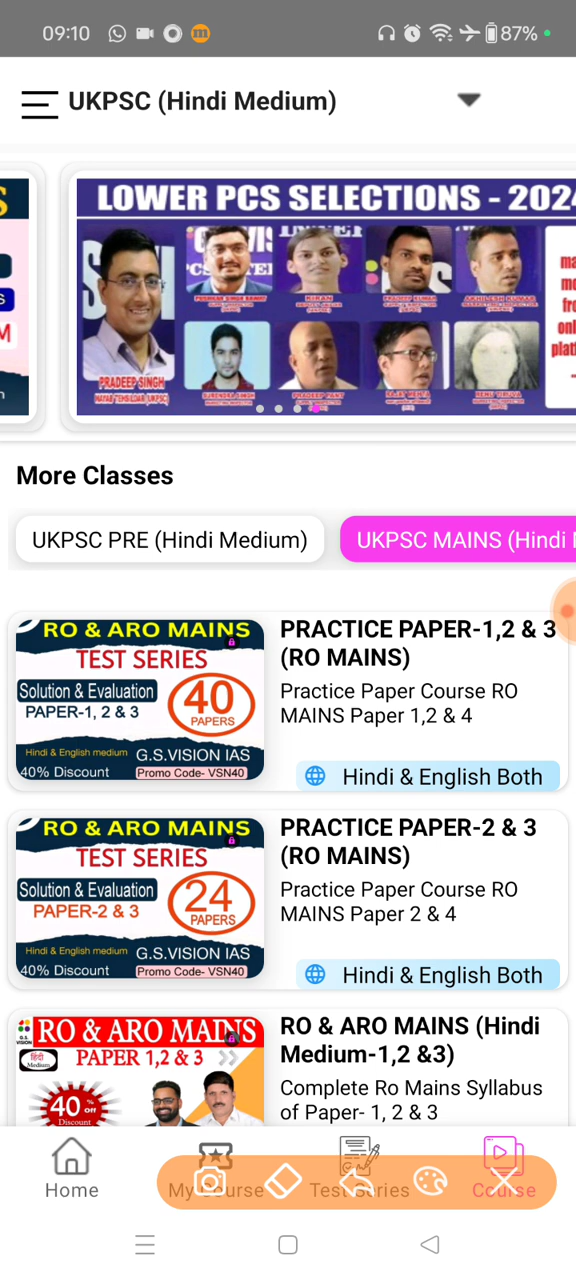 09:10
87%
UKPSC (Hindi Medium)
LOWER PCS SELECTIONS - 2024
PRADEEP SINGH
NAYAB TEHSILDAR (UKPSC)
KIRAN
More Classes
UKPSC PRE (Hindi Medium)
UKPSC MAINS (Hindi
RO & ARO MAINS
TEST SERIES
Solution & Evaluation
PAPER-1, 2 & 3
40
PAPERS
Hindi & English medium
G.S.VISION IAS
40% Discount
Promo Code- VSN40
PRACTICE PAPER-1,2 & 3
(RO MAINS)
Practice Paper Course RO
MAINS Paper 1,2 & 4
Hindi & English Both
RO & ARO MAINS
TEST SERIES
Solution & Evaluation
PAPER-2 & 3
24
PAPERS
Hindi & English medium
G.S.VISION IAS
40% Discount
Promo Code- VSN40
PRACTICE PAPER-2 & 3
(RO MAINS)
Practice Paper Course RO
MAINS Paper 2 & 4
Hindi & English Both
G.S.
VISION
RO & ARO MAINS
हिंदी
Medium
PAPER 1,2 & 3
40 % Off
Discount
RO & ARO MAINS (Hindi
Medium-1,2 &3)
Complete Ro Mains Syllabus
of Paper- 1, 2 & 3
Home
My Course
Test Series
Course